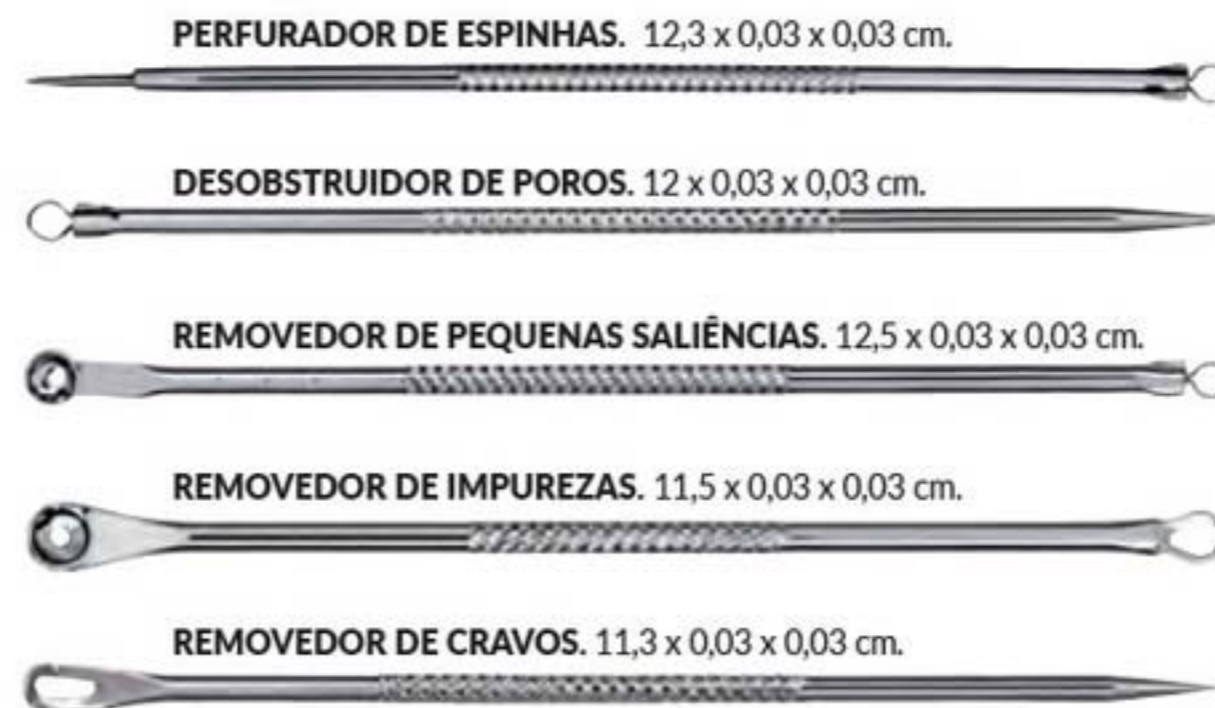 PERFURADOR DE ESPINHAS. 12,3 x 0,03 x 0,03 cm.
DESOBSTRUIDOR DE POROS. 12 x 0,03 x 0,03 cm.
REMOVEDOR DE PEQUENAS SALIÊNCIAS. 12,5 x 0,03 x 0,03 cm.
REMOVEDOR DE IMPUREZAS. 11,5 x 0,03 x 0,03 cm.
REMOVEDOR DE CRAVOS. 11,3 x 0,03 x 0,03 cm.